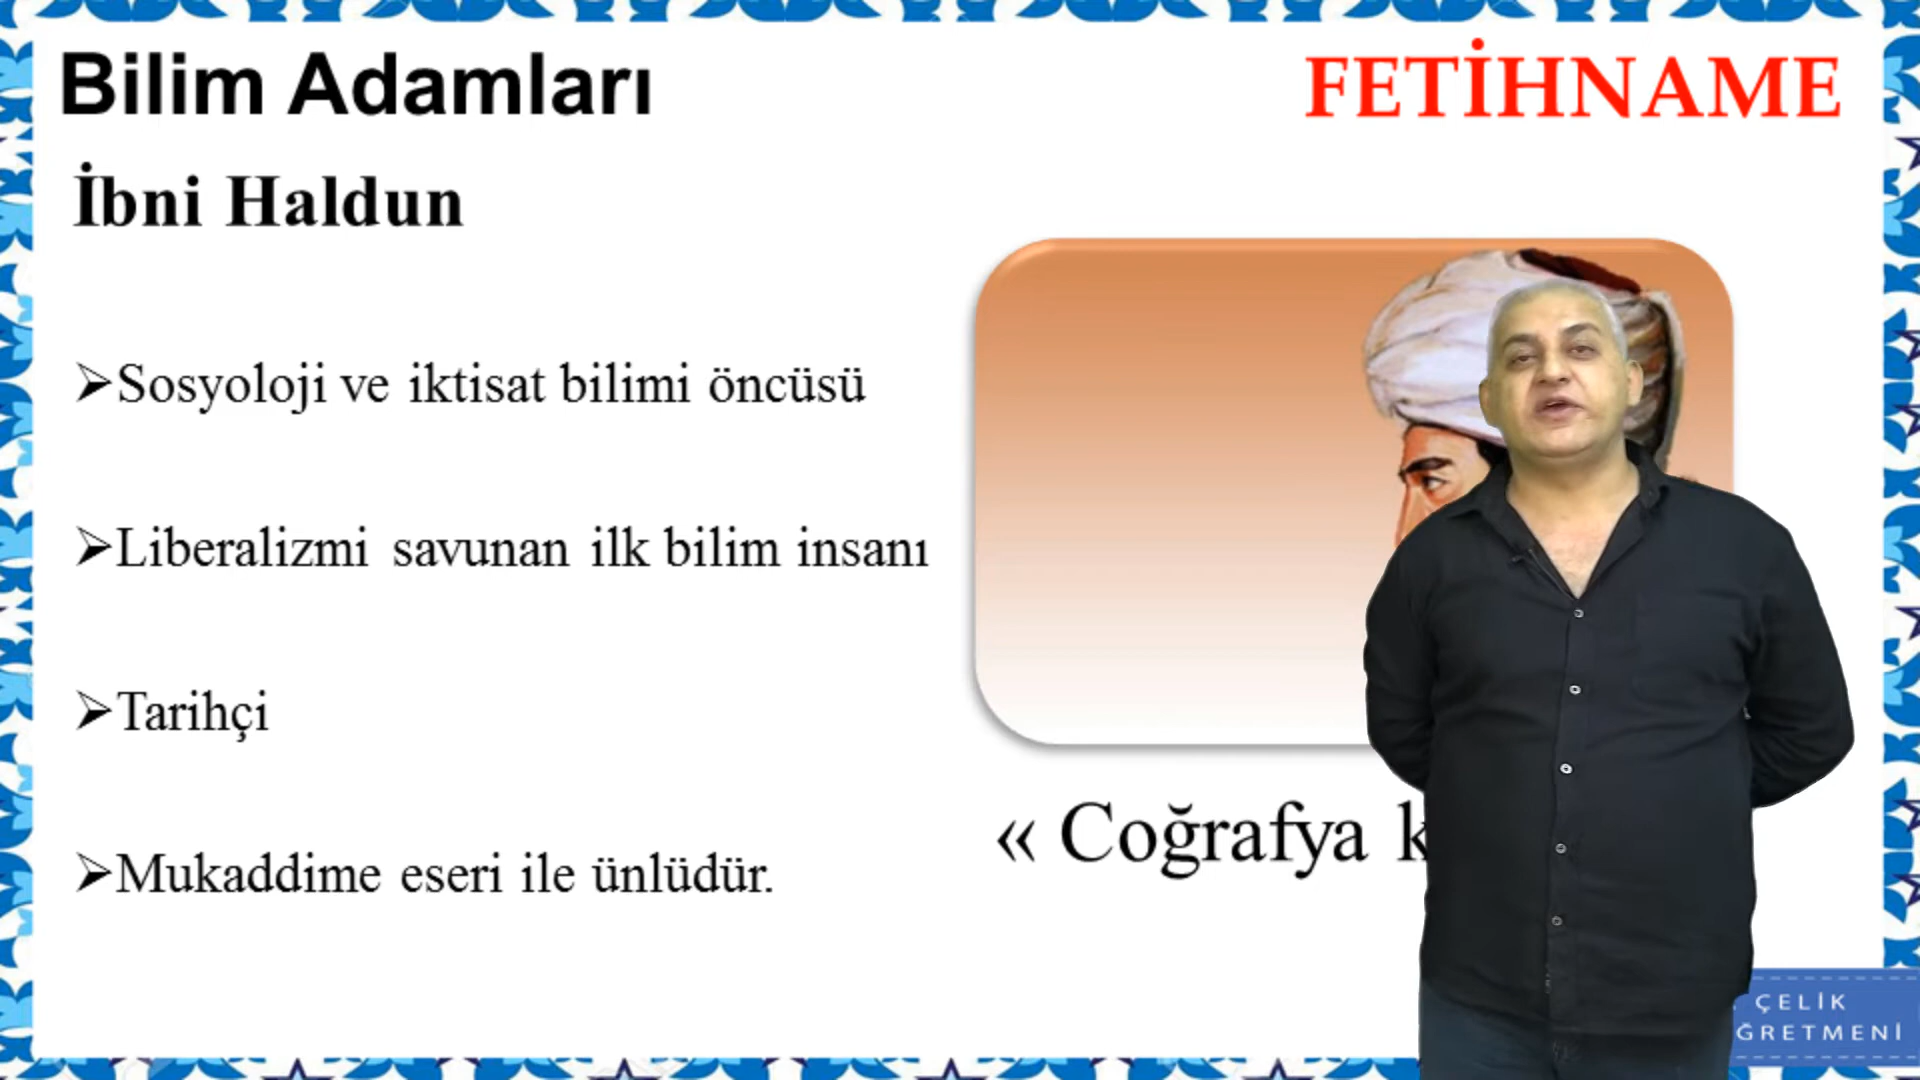 Bilim Adamları
FETİHNAME
İbni Haldun
➢Sosyoloji ve iktisat bilimi öncüsü
➢Liberalizmi savunan ilk bilim insanı
➢Tarihçi
➢Mukaddime eseri ile ünlüdür.
« Coğrafya
ÇELİK